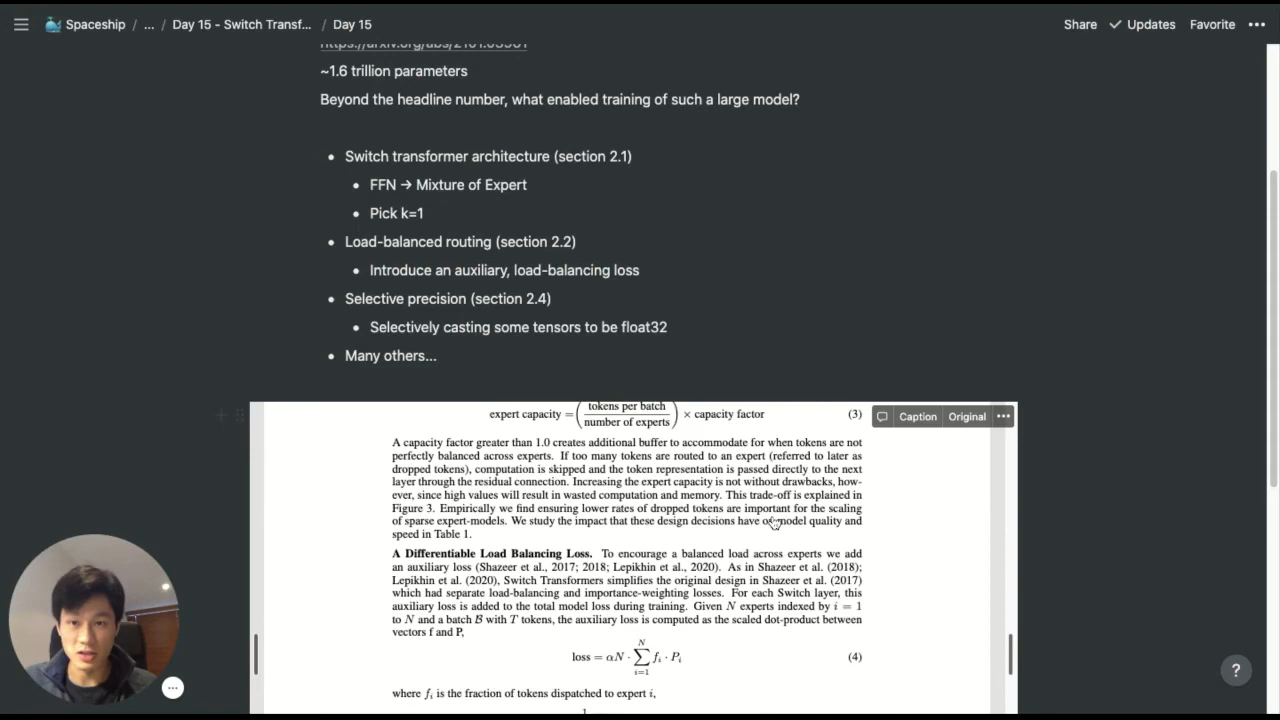 Spaceship / ... / Day 15 - Switch Transf... / Day 15
Share ✓ Updates Favorite •••
https://arxiv.org/abs/2101.03961
~1.6 trillion parameters
Beyond the headline number, what enabled training of such a large model?
• Switch transformer architecture (section 2.1)
• FFN → Mixture of Expert
• Pick k=1
• Load-balanced routing (section 2.2)
• Introduce an auxiliary, load-balancing loss
• Selective precision (section 2.4)
• Selectively casting some tensors to be float32
• Many others...
expert capacity = ( tokens per batch / number of experts ) × capacity factor (3)
Caption Original •••
A capacity factor greater than 1.0 creates additional buffer to accommodate for when tokens are not
perfectly balanced across experts. If too many tokens are routed to an expert (referred to later as
dropped tokens), computation is skipped and the token representation is passed directly to the next
layer through the residual connection. Increasing the expert capacity is not without drawbacks, how-
ever, since high values will result in wasted computation and memory. This trade-off is explained in
Figure 3. Empirically we find ensuring lower rates of dropped tokens are important for the scaling
of sparse expert-models. We study the impact that these design decisions have on model quality and
speed in Table 1.
A Differentiable Load Balancing Loss. To encourage a balanced load across experts we add
an auxiliary loss (Shazeer et al., 2017; 2018; Lepikhin et al., 2020). As in Shazeer et al. (2018);
Lepikhin et al. (2020), Switch Transformers simplifies the original design in Shazeer et al. (2017)
which had separate load-balancing and importance-weighting losses. For each Switch layer, this
auxiliary loss is added to the total model loss during training. Given N experts indexed by i = 1
to N and a batch B with T tokens, the auxiliary loss is computed as the scaled dot-product between
vectors f and P,
loss = αN · ∑ᵢ₌₁ᴺ fᵢ · Pᵢ (4)
where fᵢ is the fraction of tokens dispatched to expert i,
...
?